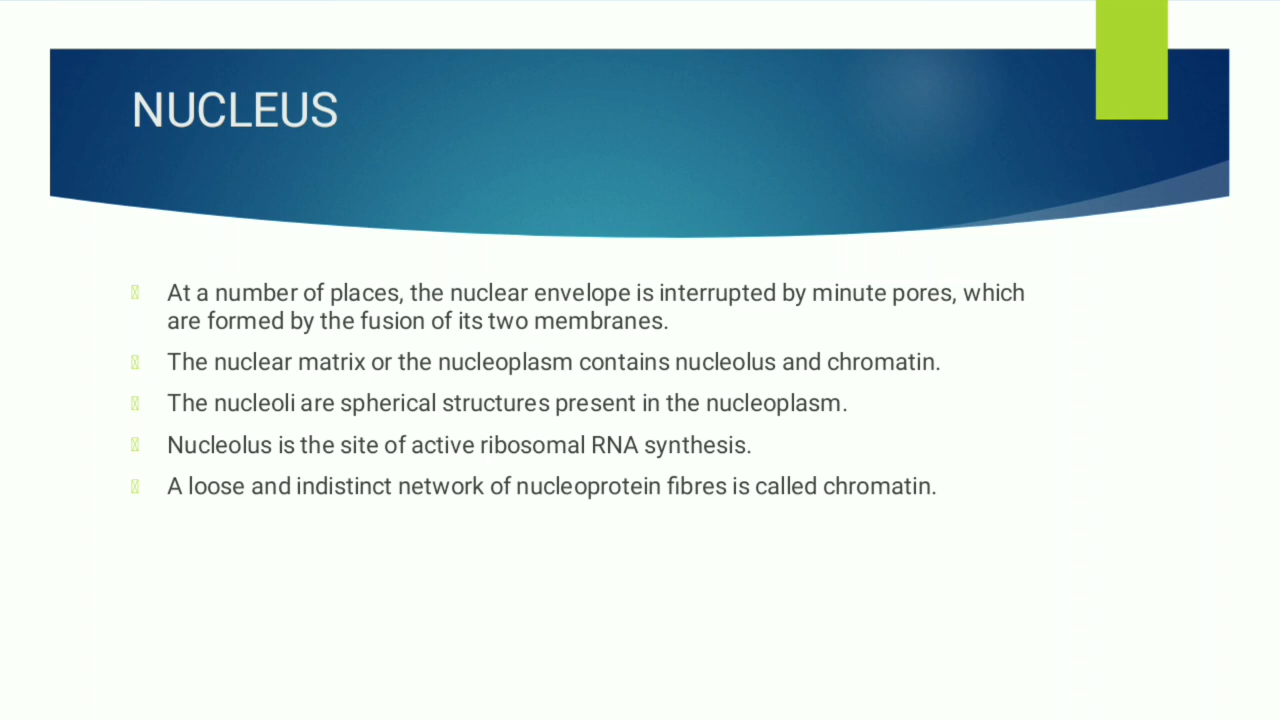 NUCLEUS
At a number of places, the nuclear envelope is interrupted by minute pores, which
are formed by the fusion of its two membranes.
The nuclear matrix or the nucleoplasm contains nucleolus and chromatin.
The nucleoli are spherical structures present in the nucleoplasm.
Nucleolus is the site of active ribosomal RNA synthesis.
A loose and indistinct network of nucleoprotein fibres is called chromatin.